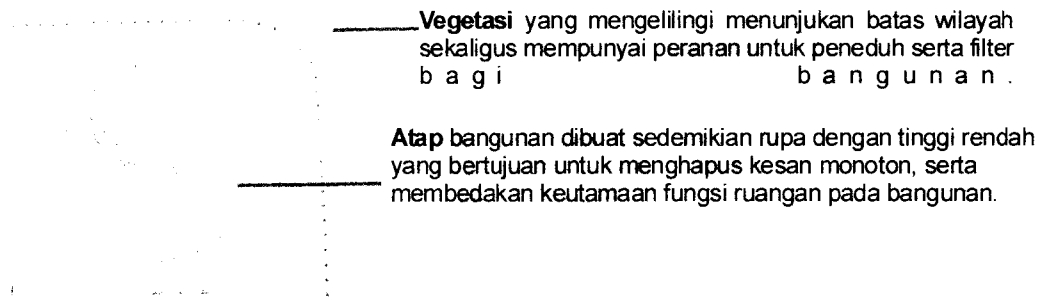 Vegetasi yang mengelilingi menunjukan batas wilayah
sekaligus mempunyai peranan untuk peneduh serta filter
bagi bangunan.
Atap bangunan dibuat sedemikian rupa dengan tinggi rendah
yang bertujuan untuk menghapus kesan monoton, serta
membedakan keutamaan fungsi ruangan pada bangunan.